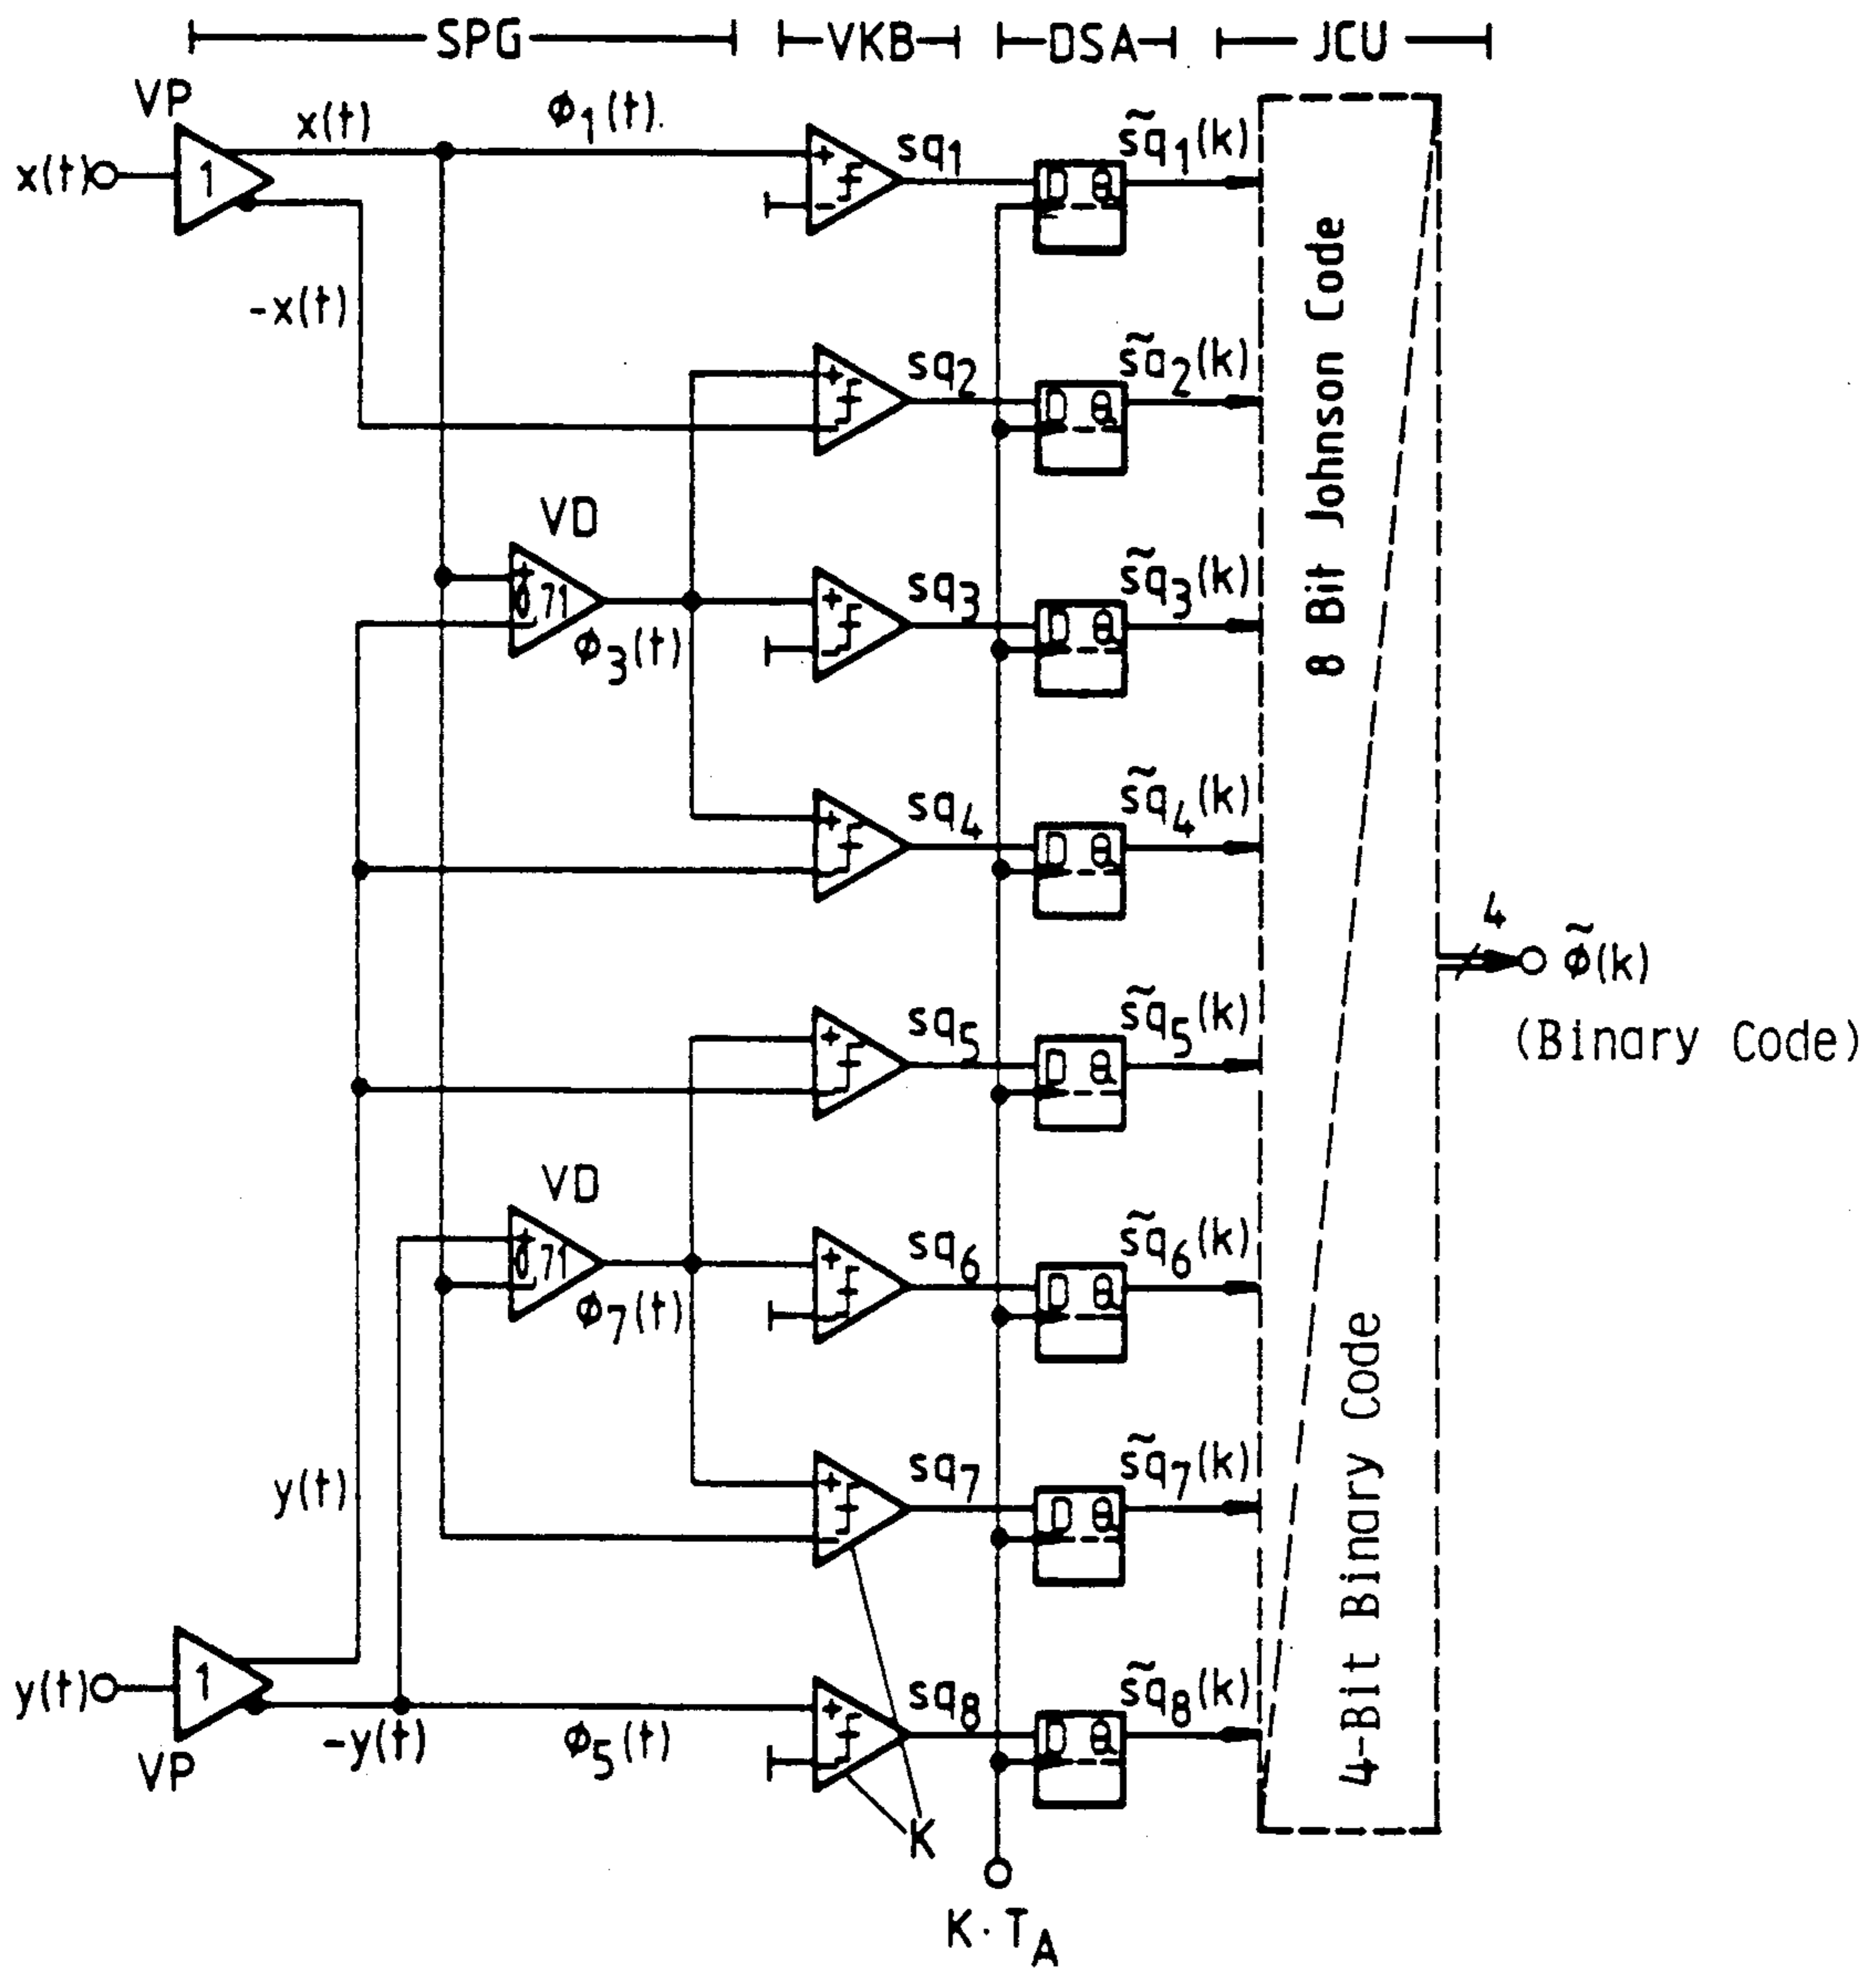 SPG VKB DSA JCU
VP
x(t) 1 x(t) ϕ1(t) + - sq1 D Q s̃q1(k)
-x(t)
+ - sq2 D Q s̃q2(k)
8 Bit Johnson Code
VD
+ 0,71 - ϕ3(t) + - sq3 D Q s̃q3(k)
+ - sq4 D Q s̃q4(k)
4 ϕ̃(k)
(Binary Code)
+ - sq5 D Q s̃q5(k)
VD
+ 0,71 - ϕ7(t) + - sq6 D Q s̃q6(k)
4-Bit Binary Code
y(t) + - sq7 D Q s̃q7(k)
y(t) 1 -y(t) ϕ5(t) + - sq8 D Q s̃q8(k)
VP
K
K·TA